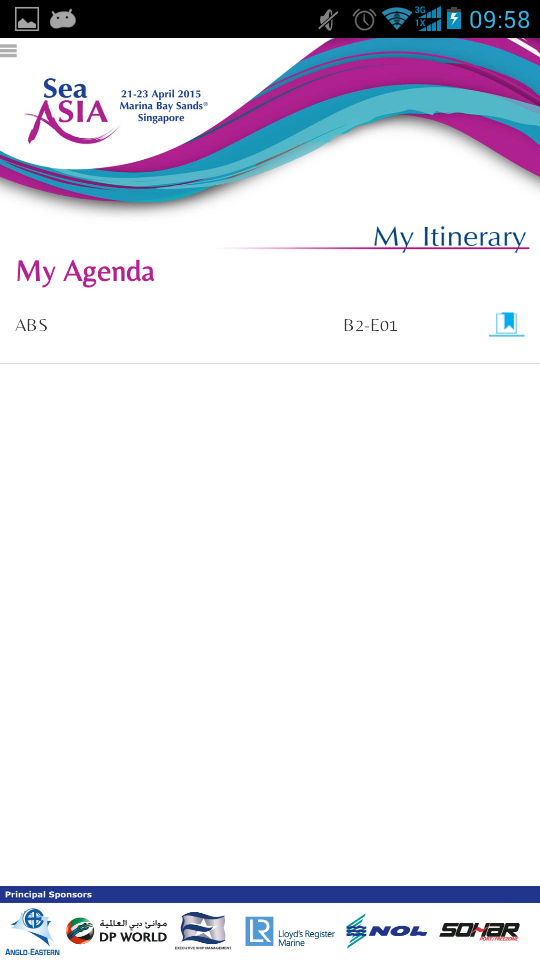 3G
1X
09:58
Sea
ASIA
21-23 April 2015
Marina Bay Sands®
Singapore
My Itinerary
My Agenda
ABS B2-E01
Principal Sponsors
ANGLO-EASTERN
موانئ دبي العالمية
DP WORLD
EXECUTIVE SHIP MANAGEMENT
LR
Lloyd's Register
Marine
NOL
SOHAR
PORT/FREEZONE